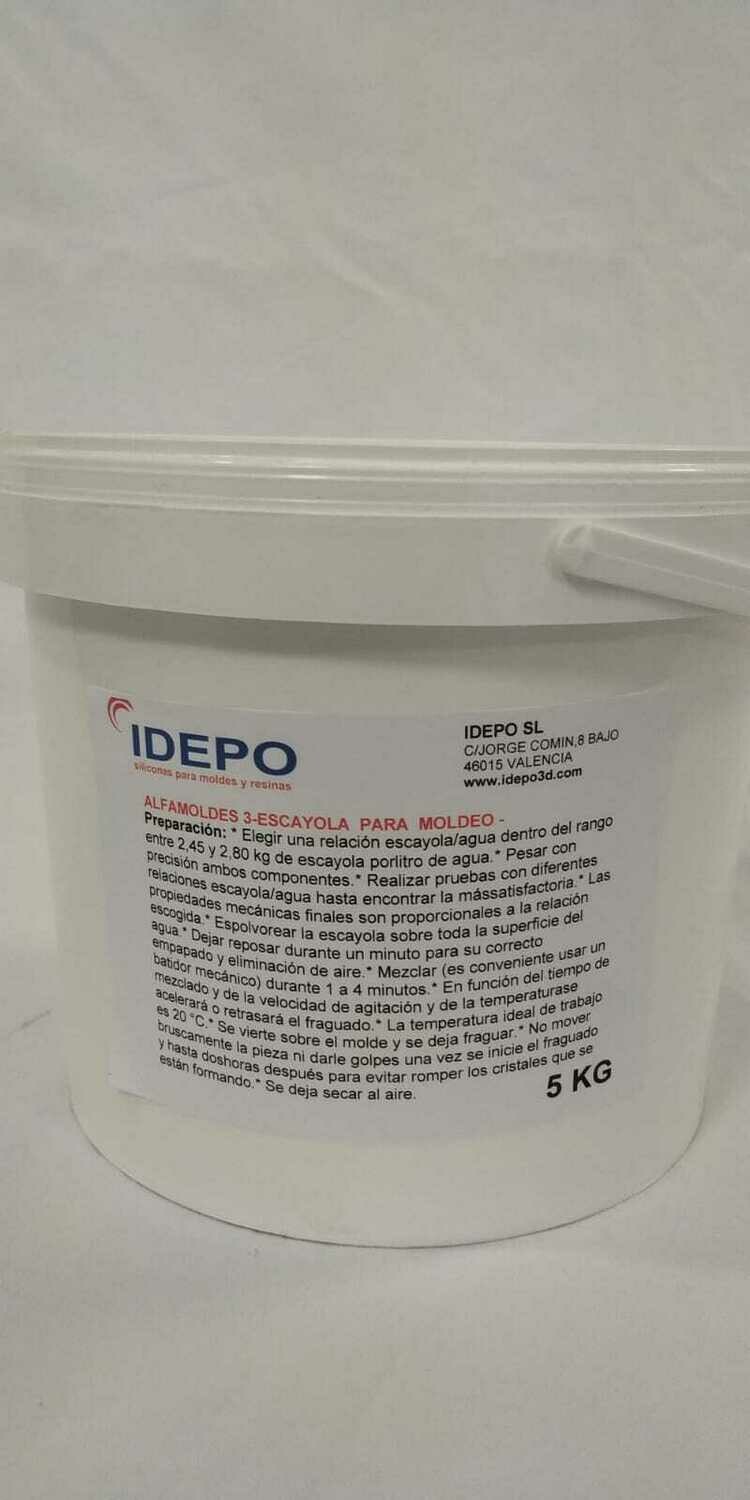 IDEPO
siliconas para moldes y resinas
IDEPO SL
C/JORGE COMIN,8 BAJO
46015 VALENCIA
www.idepo3d.com
ALFAMOLDES 3-ESCAYOLA PARA MOLDEO -
Preparación: * Elegir una relación escayola/agua dentro del rango
entre 2,45 y 2,80 kg de escayola porlitro de agua.* Pesar con
precisión ambos componentes.* Realizar pruebas con diferentes
relaciones escayola/agua hasta encontrar la mássatisfactoria.* Las
propiedades mecánicas finales son proporcionales a la relación
escogida.* Espolvorear la escayola sobre toda la superficie del
agua.* Dejar reposar durante un minuto para su correcto
empapado y eliminación de aire.* Mezclar (es conveniente usar un
batidor mecánico) durante 1 a 4 minutos.* En función del tiempo de
mezclado y de la velocidad de agitación y de la temperaturase
acelerará o retrasará el fraguado.* La temperatura ideal de trabajo
es 20 °C.* Se vierte sobre el molde y se deja fraguar.* No mover
bruscamente la pieza ni darle golpes una vez se inicie el fraguado
y hasta doshoras después para evitar romper los cristales que se
están formando.* Se deja secar al aire.
5 KG